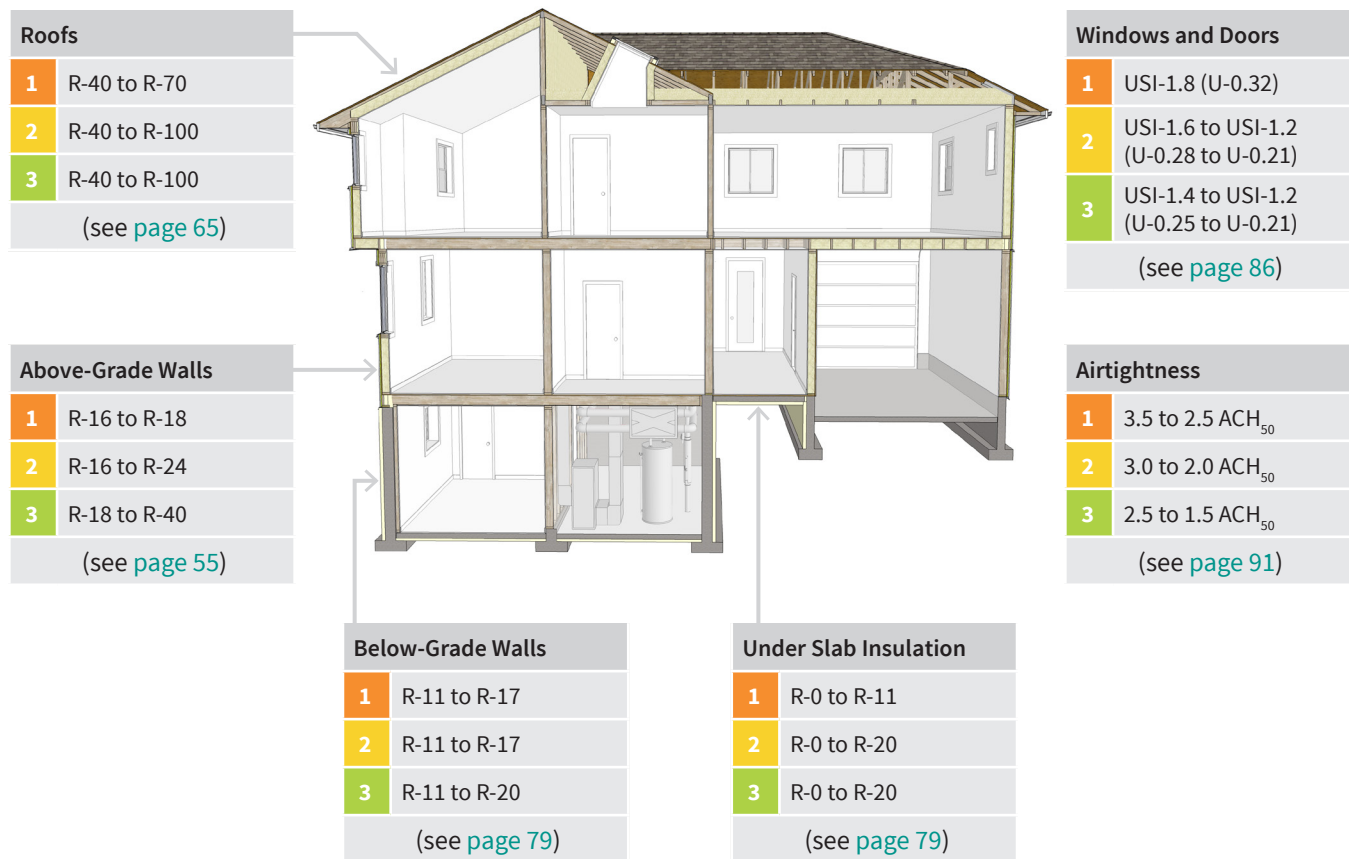 Roofs
1 R-40 to R-70
2 R-40 to R-100
3 R-40 to R-100
(see page 65)
Above-Grade Walls
1 R-16 to R-18
2 R-16 to R-24
3 R-18 to R-40
(see page 55)
Below-Grade Walls
1 R-11 to R-17
2 R-11 to R-17
3 R-11 to R-20
(see page 79)
Under Slab Insulation
1 R-0 to R-11
2 R-0 to R-20
3 R-0 to R-20
(see page 79)
Windows and Doors
1 USI-1.8 (U-0.32)
2 USI-1.6 to USI-1.2
(U-0.28 to U-0.21)
3 USI-1.4 to USI-1.2
(U-0.25 to U-0.21)
(see page 86)
Airtightness
1 3.5 to 2.5 ACH₅₀
2 3.0 to 2.0 ACH₅₀
3 2.5 to 1.5 ACH₅₀
(see page 91)